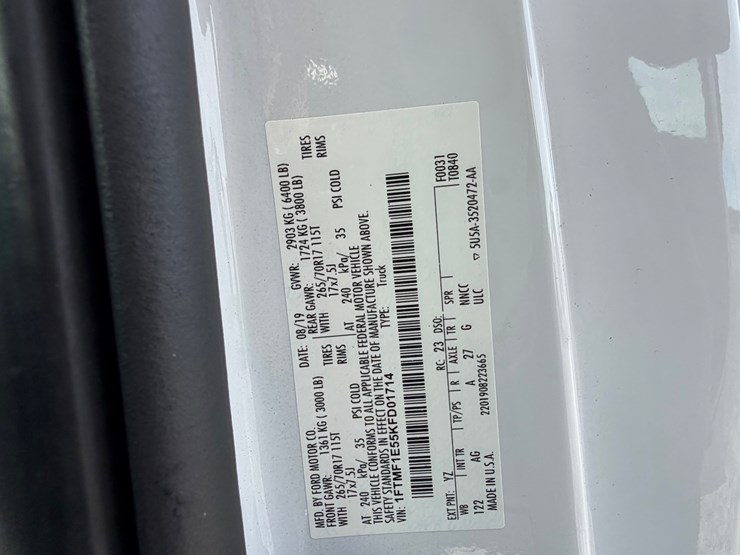 MFD. BY FORD MOTOR CO.
DATE: 08/19 GVWR: 2903 KG ( 6400 LB)
FRONT GAWR: 1361 KG ( 3000 LB) REAR GAWR: 1724 KG ( 3800 LB)
WITH 265/70R17 115T TIRES WITH 265/70R17 115T TIRES
17x7.5J RIMS 17x7.5J RIMS
AT 240 kPa/ 35 PSI COLD AT 240 kPa/ 35 PSI COLD
THIS VEHICLE CONFORMS TO ALL APPLICABLE FEDERAL MOTOR VEHICLE
SAFETY STANDARDS IN EFFECT ON THE DATE OF MANUFACTURE SHOWN ABOVE.
VIN: 1FTMF1E55KFD01714 TYPE: Truck
F0031
T0840
EXT PNT: YZ RC: 23 DSO:
WB INT TR TP/PS R AXLE TR SPR
122 AG A 27 G NNCC
ULC
MADE IN U.S.A. 2201908223665 5U5A-3520472-AA